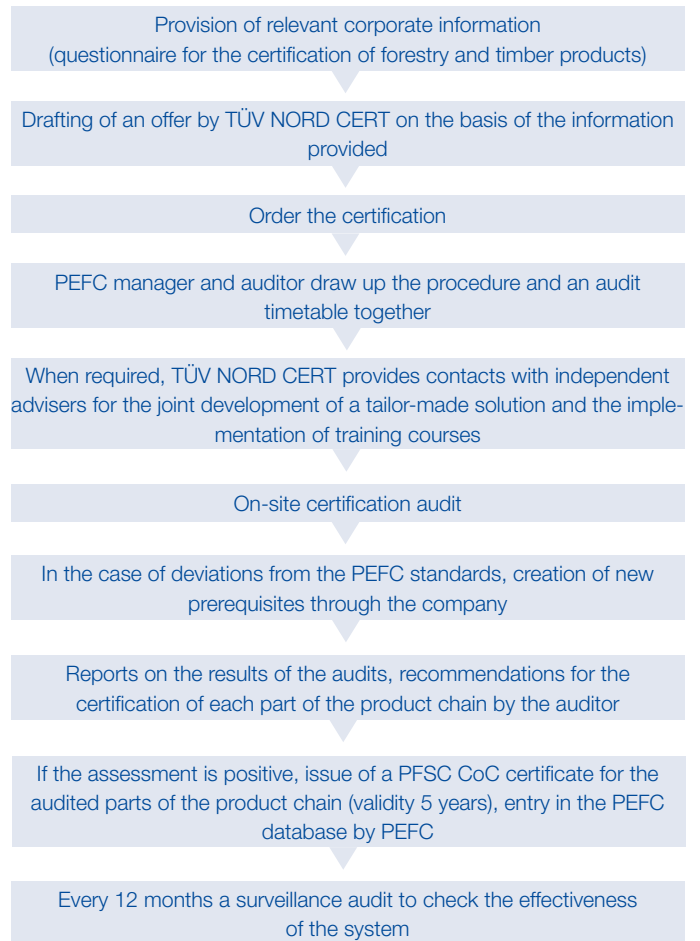 Provision of relevant corporate information
(questionnaire for the certification of forestry and timber products)
Drafting of an offer by TÜV NORD CERT on the basis of the information
provided
Order the certification
PEFC manager and auditor draw up the procedure and an audit
timetable together
When required, TÜV NORD CERT provides contacts with independent
advisers for the joint development of a tailor-made solution and the imple-
mentation of training courses
On-site certification audit
In the case of deviations from the PEFC standards, creation of new
prerequisites through the company
Reports on the results of the audits, recommendations for the
certification of each part of the product chain by the auditor
If the assessment is positive, issue of a PFSC CoC certificate for the
audited parts of the product chain (validity 5 years), entry in the PEFC
database by PEFC
Every 12 months a surveillance audit to check the effectiveness
of the system